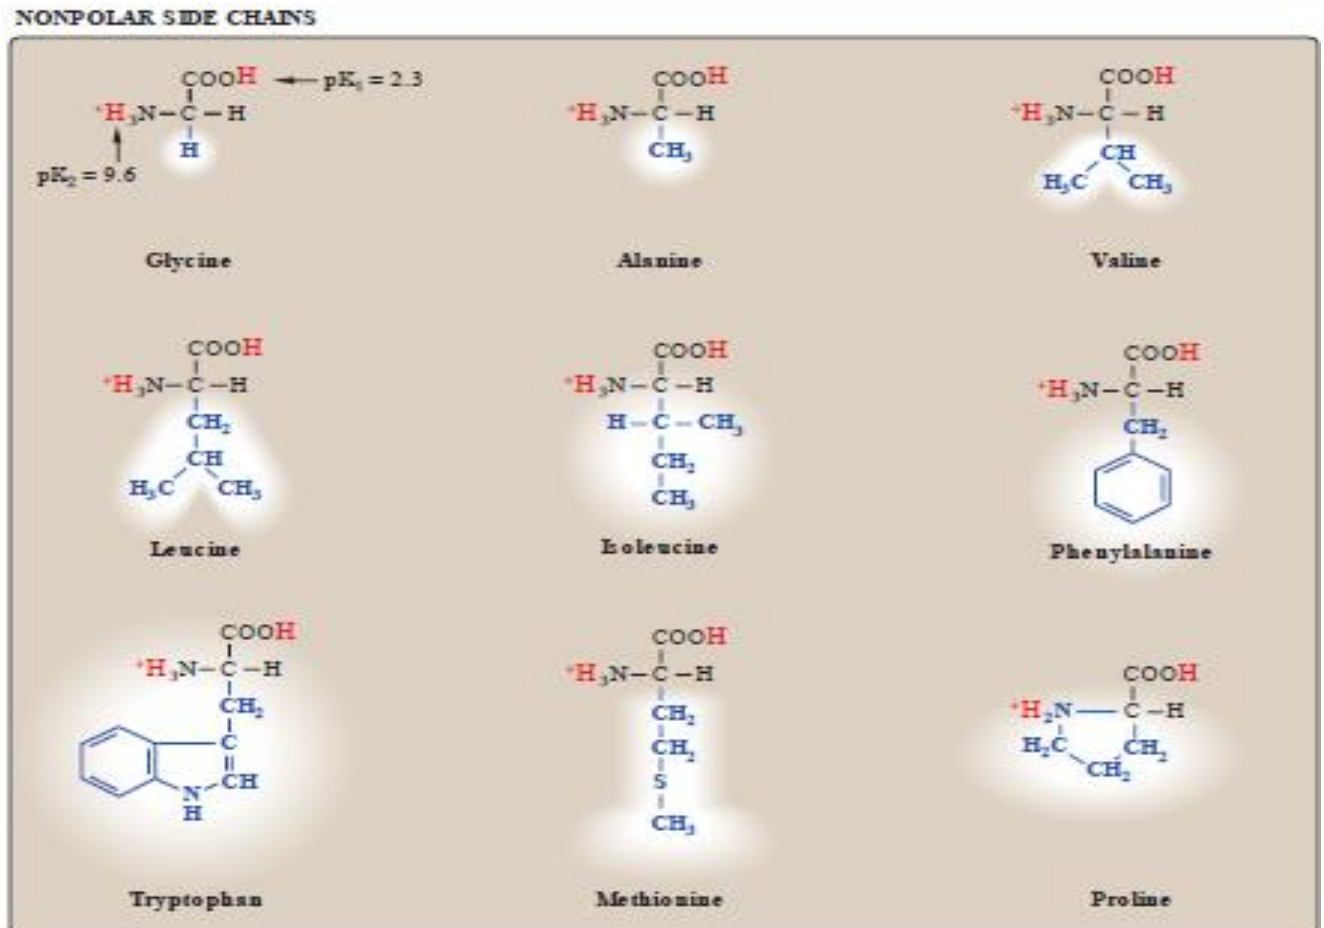 NONPOLAR SIDE CHAINS
COOH
⁺H₃N–C–H
H
pK₁ = 2.3
pK₂ = 9.6
Glycine
COOH
⁺H₃N–C–H
CH₃
Alanine
COOH
⁺H₃N–C–H
CH
H₃C CH₃
Valine
COOH
⁺H₃N–C–H
CH₂
CH
H₃C CH₃
Leucine
COOH
⁺H₃N–C–H
H–C–CH₃
CH₂
CH₃
Isoleucine
COOH
⁺H₃N–C–H
CH₂
Phenylalanine
COOH
⁺H₃N–C–H
CH₂
C
CH
N
H
Tryptophan
COOH
⁺H₃N–C–H
CH₂
CH₂
S
CH₃
Methionine
COOH
⁺H₂N–C–H
H₂C CH₂
CH₂
Proline